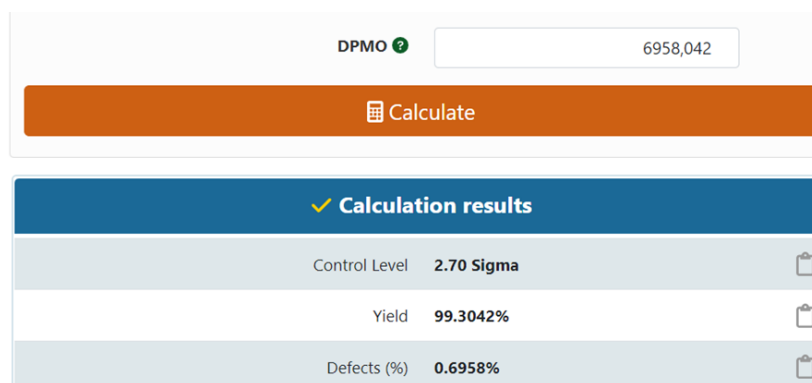 DPMO ?
6958,042
Calculate
Calculation results
Control Level 2.70 Sigma
Yield 99.3042%
Defects (%) 0.6958%